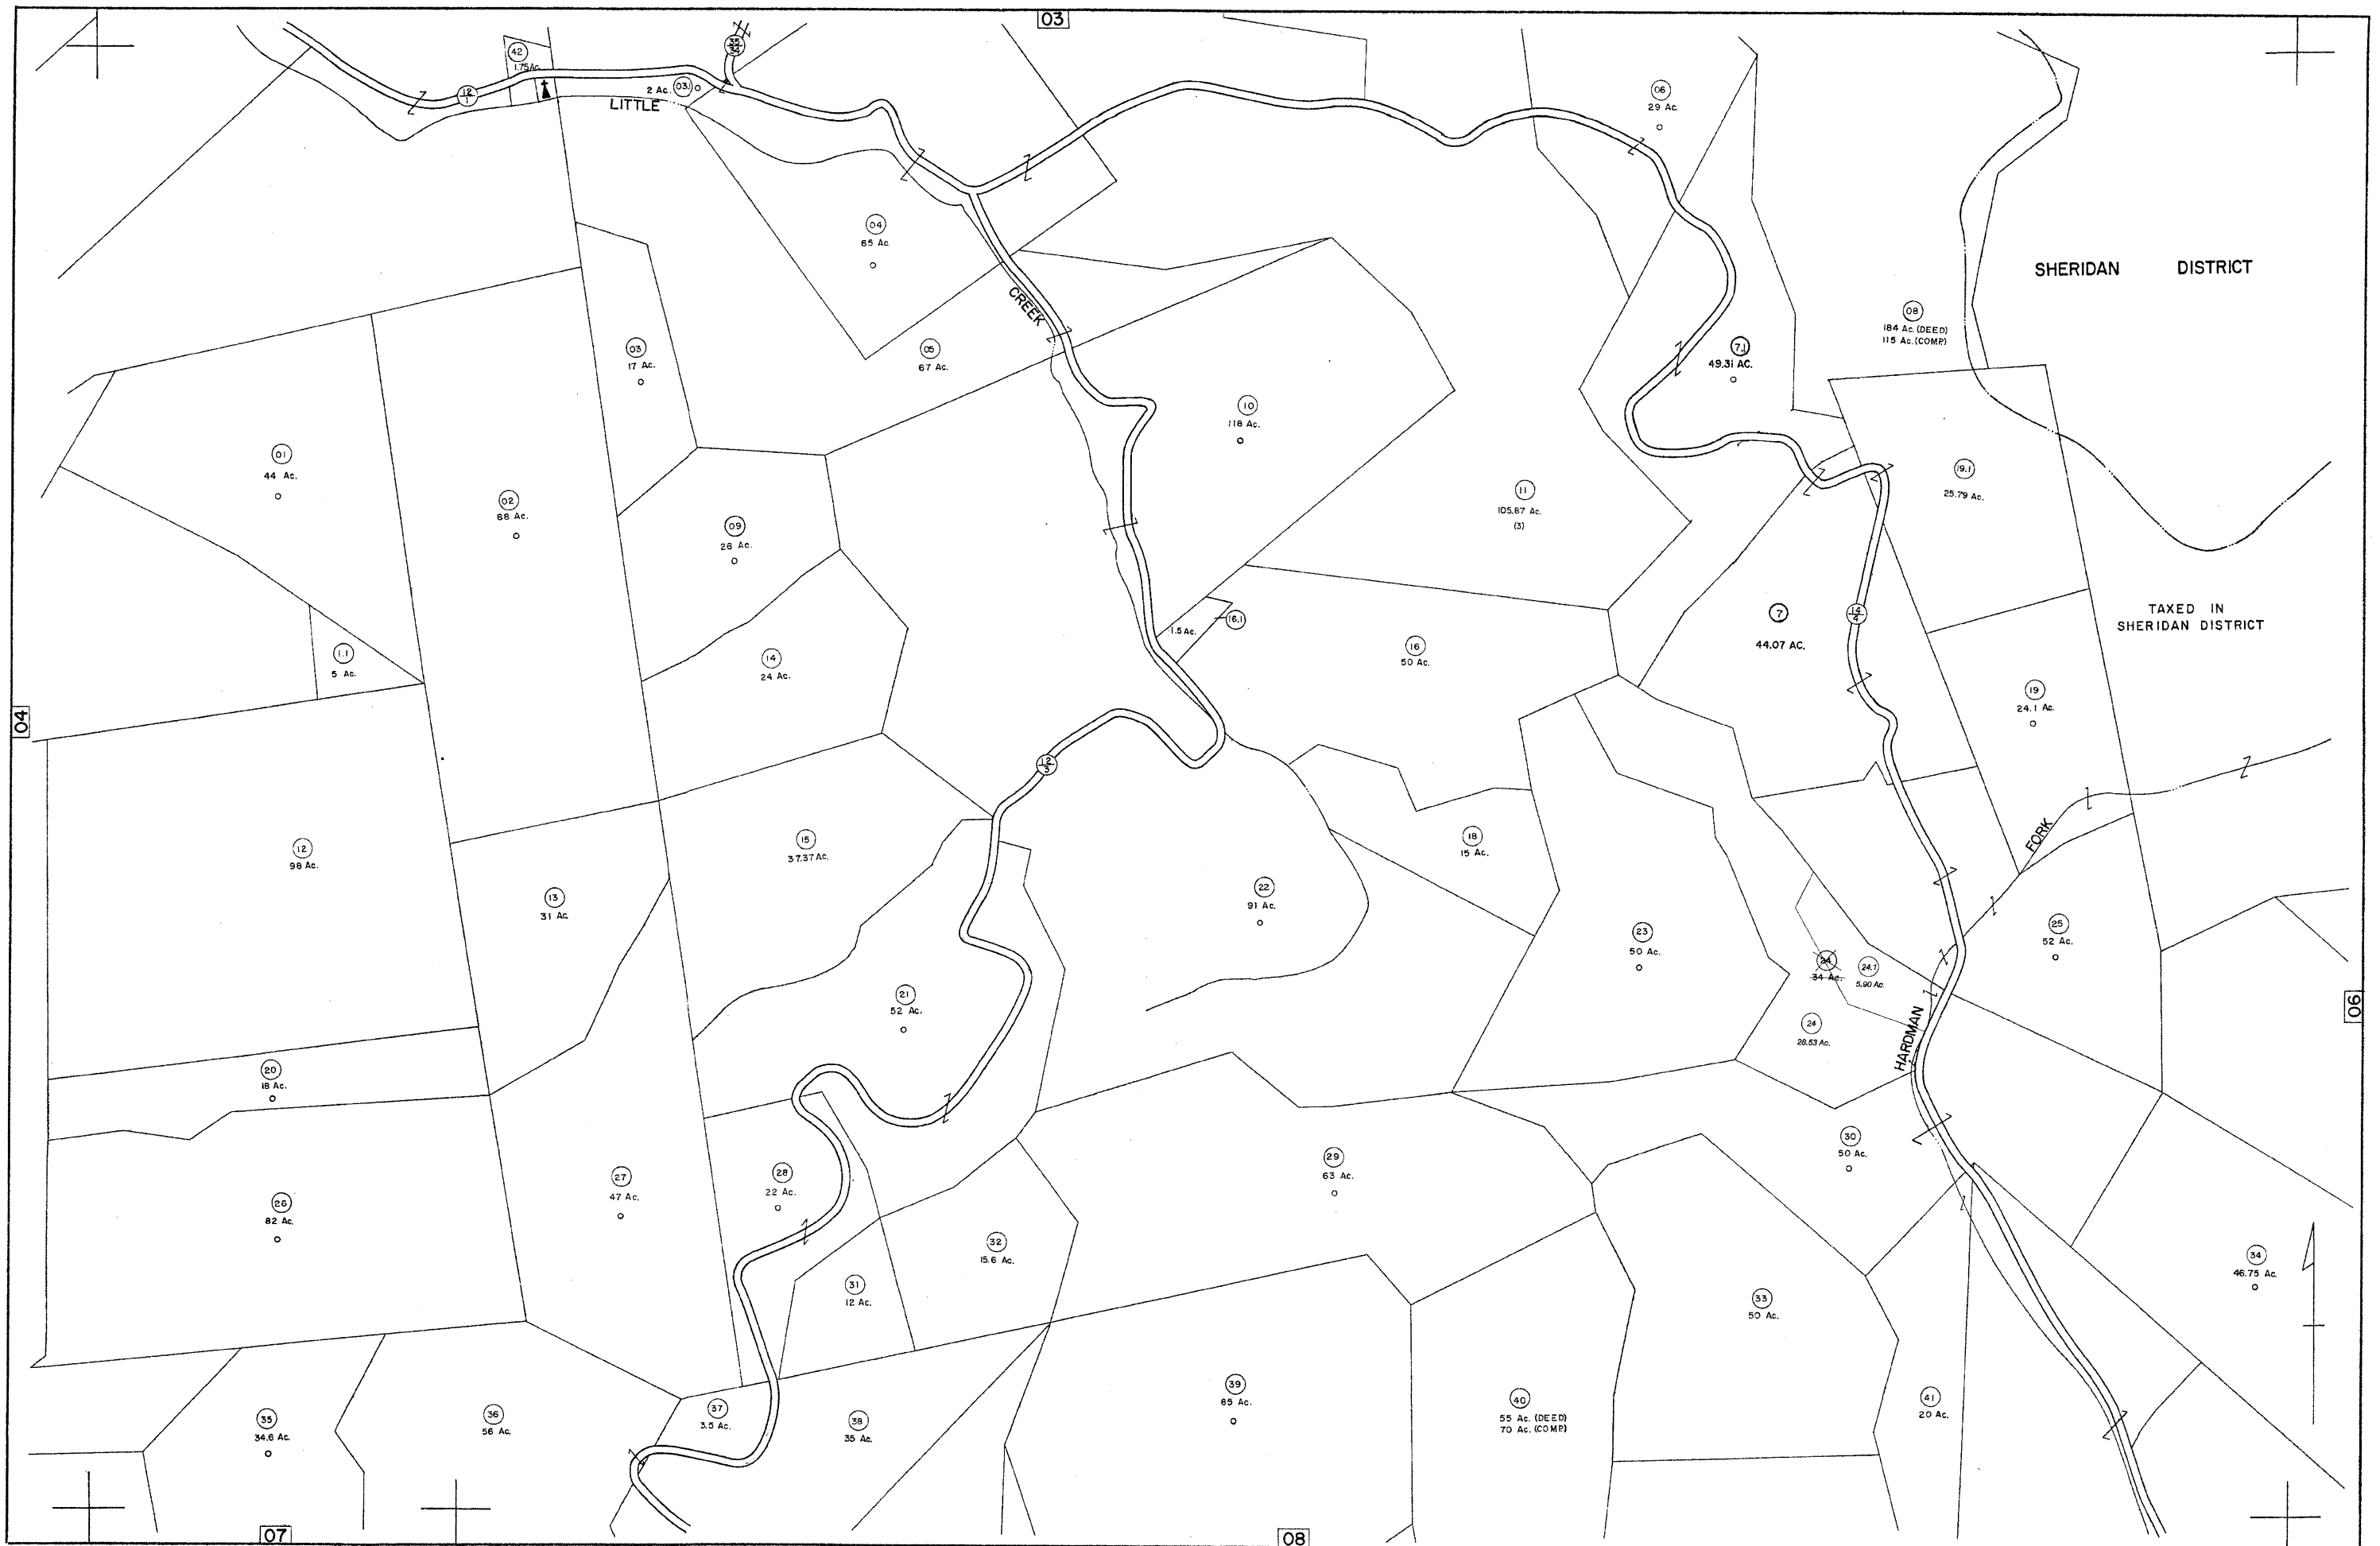 03
42
1.75 Ac.
35
34
12
1
2 Ac.
03.1
LITTLE
06
29 Ac.
04
65 Ac.
SHERIDAN DISTRICT
CREEK
08
184 Ac. (DEED)
115 Ac. (COMP.)
03
17 Ac.
05
67 Ac.
7.1
49.31 AC.
10
118 Ac.
01
44 Ac.
02
68 Ac.
19.1
25.79 Ac.
11
105.87 Ac.
(3)
09
26 Ac.
16.1
1.5 Ac.
7
44.07 AC.
14
4
TAXED IN
SHERIDAN DISTRICT
1.1
5 Ac.
14
24 Ac.
16
50 Ac.
19
24.1 Ac.
04
12
3
12
98 Ac.
15
37.37 Ac.
18
15 Ac.
FORK
13
31 Ac.
22
91 Ac.
23
50 Ac.
25
52 Ac.
24
34 Ac.
24.1
5.90 Ac.
21
52 Ac.
24
28.53 Ac.
HARDMAN
06
20
18 Ac.
30
50 Ac.
29
63 Ac.
28
22 Ac.
27
47 Ac.
26
82 Ac.
32
15.6 Ac.
34
46.75 Ac.
31
12 Ac.
33
50 Ac.
39
85 Ac.
40
55 Ac. (DEED)
70 Ac. (COMP.)
41
20 Ac.
35
34.6 Ac.
36
56 Ac.
37
3.5 Ac.
38
35 Ac.
07
08